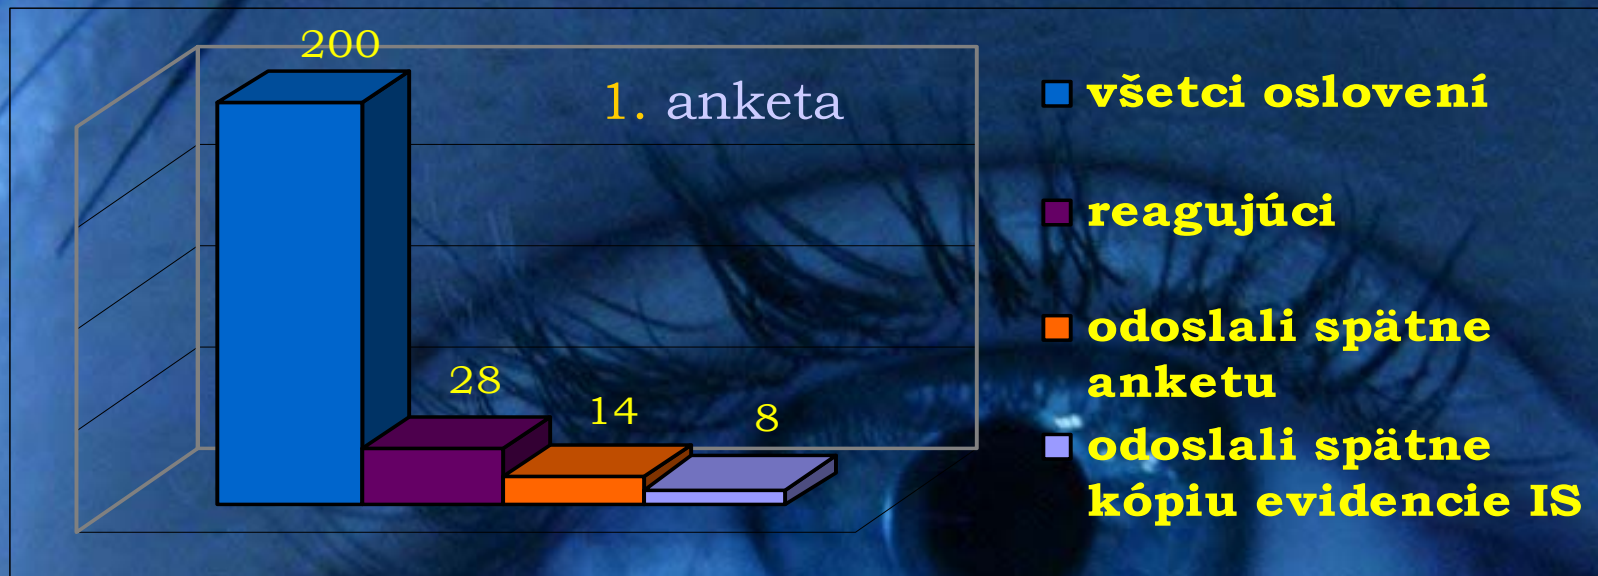 200
1. anketa
28
14
8
všetci oslovení
reagujúci
odoslali spätne
anketu
odoslali spätne
kópiu evidencie IS